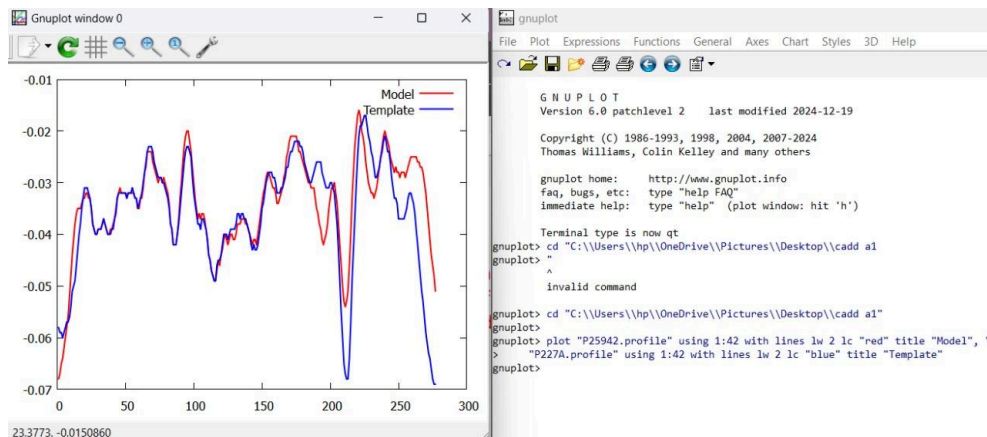 Gnuplot window 0
-0.01
Model
Template
-0.02
-0.03
-0.04
-0.05
-0.06
-0.07
0 50 100 150 200 250 300
23.3773, -0.0150860
gnuplot
File Plot Expressions Functions General Axes Chart Styles 3D Help
G N U P L O T
Version 6.0 patchlevel 2 last modified 2024-12-19
Copyright (C) 1986-1993, 1998, 2004, 2007-2024
Thomas Williams, Colin Kelley and many others
gnuplot home: http://www.gnuplot.info
faq, bugs, etc: type "help FAQ"
immediate help: type "help" (plot window: hit 'h')
Terminal type is now qt
gnuplot> cd "C:\\Users\\hp\\OneDrive\\Pictures\\Desktop\\cadd a1
gnuplot> "
^
invalid command
gnuplot> cd "C:\\Users\\hp\\OneDrive\\Pictures\\Desktop\\cadd a1"
gnuplot>
gnuplot> plot "P25942.profile" using 1:42 with lines lw 2 lc "red" title "Model", \
> "P227A.profile" using 1:42 with lines lw 2 lc "blue" title "Template"
gnuplot>